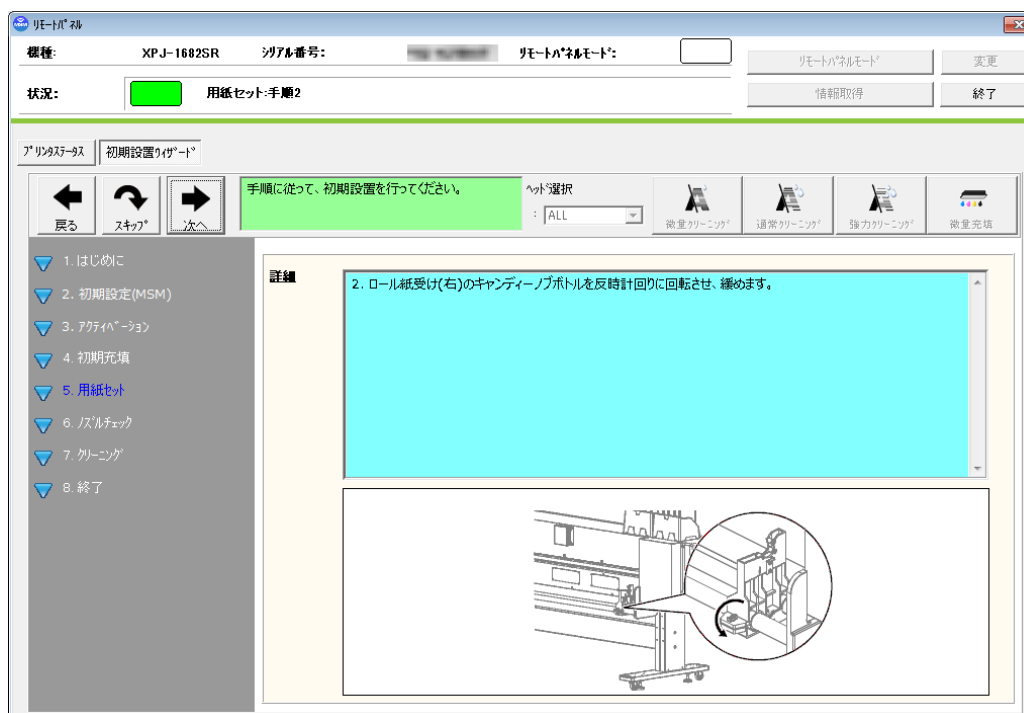 リモートパネル
機種: XPJ-1682SR シリアル番号: リモートパネルモード:
リモートパネルモード 変更
状況: 用紙セット:手順2
情報取得 終了
プリンタステータス 初期設置ウィザード
手順に従って、初期設置を行ってください。
ヘッド選択
: ALL
戻る スキップ 次へ
微量クリーニング 通常クリーニング 強力クリーニング 微量充填
1. はじめに
2. 初期設定(MSM)
3. アクティベーション
4. 初期充填
5. 用紙セット
6. ノズルチェック
7. クリーニング
8. 終了
詳細
2. ロール紙受け(右)のキャンディーノブボトルを反時計回りに回転させ、緩めます。